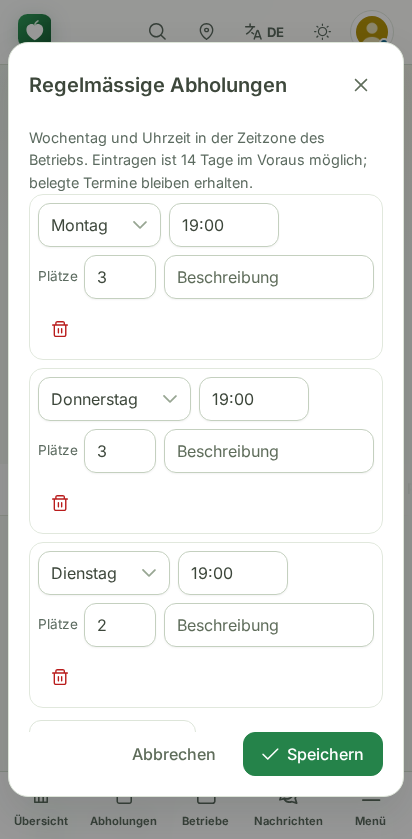 DE
Regelmässige Abholungen
Wochentag und Uhrzeit in der Zeitzone des
Betriebs. Eintragen ist 14 Tage im Voraus möglich;
belegte Termine bleiben erhalten.
Montag 19:00
Plätze 3 Beschreibung
Donnerstag 19:00
Plätze 3 Beschreibung
Dienstag 19:00
Plätze 2 Beschreibung
Abbrechen Speichern
Übersicht Abholungen Betriebe Nachrichten Menü